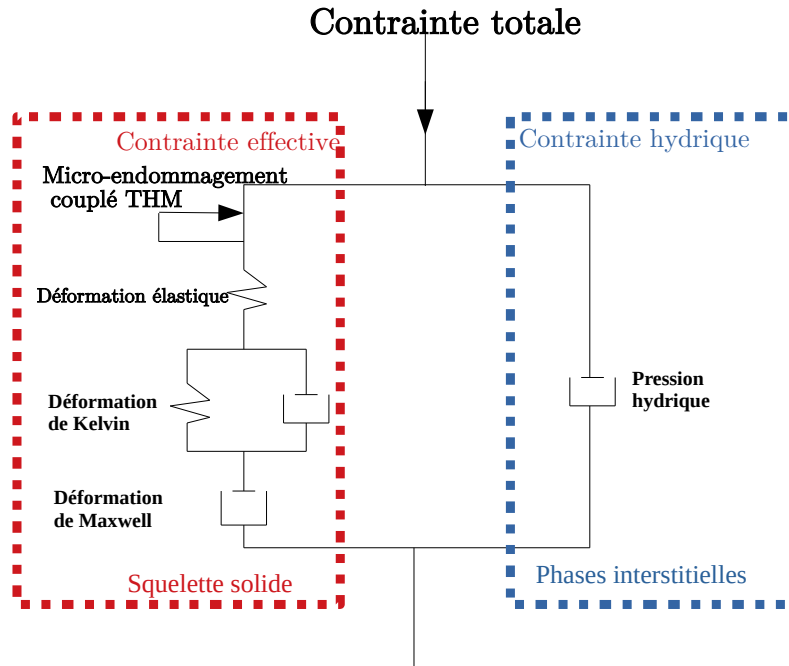 Contrainte totale
Contrainte effective
Contrainte hydrique
Micro-endommagement
couplé THM
Déformation élastique
Déformation
de Kelvin
Pression
hydrique
Déformation
de Maxwell
Squelette solide
Phases interstitielles